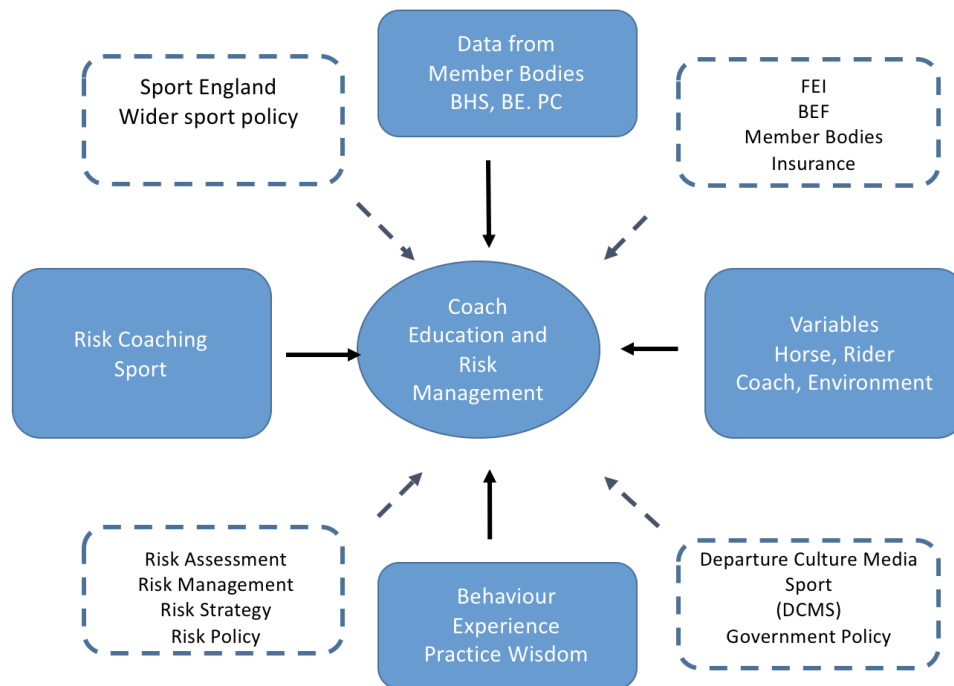 Sport England
Wider sport policy
Data from
Member Bodies
BHS, BE. PC
FEI
BEF
Member Bodies
Insurance
Risk Coaching
Sport
Coach
Education and
Risk
Management
Variables
Horse, Rider
Coach, Environment
Risk Assessment
Risk Management
Risk Strategy
Risk Policy
Behaviour
Experience
Practice Wisdom
Departure Culture Media
Sport
(DCMS)
Government Policy